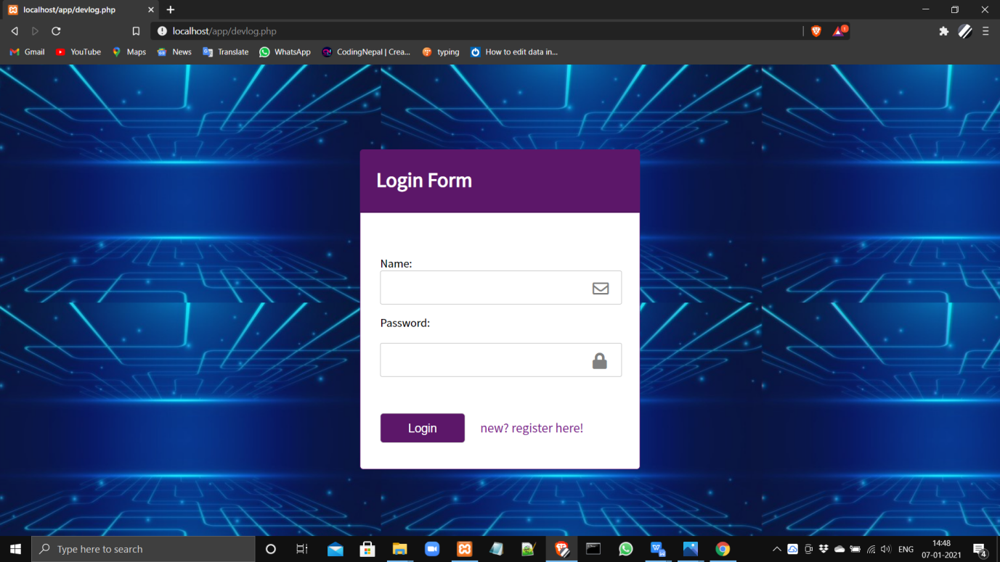 localhost/app/devlog.php
localhost/app/devlog.php
1
Gmail YouTube Maps News Translate WhatsApp CodingNepal | Crea... typing How to edit data in...
Login Form
Name:
Password:
Login new? register here!
Type here to search
ENG
14:48
07-01-2021
4